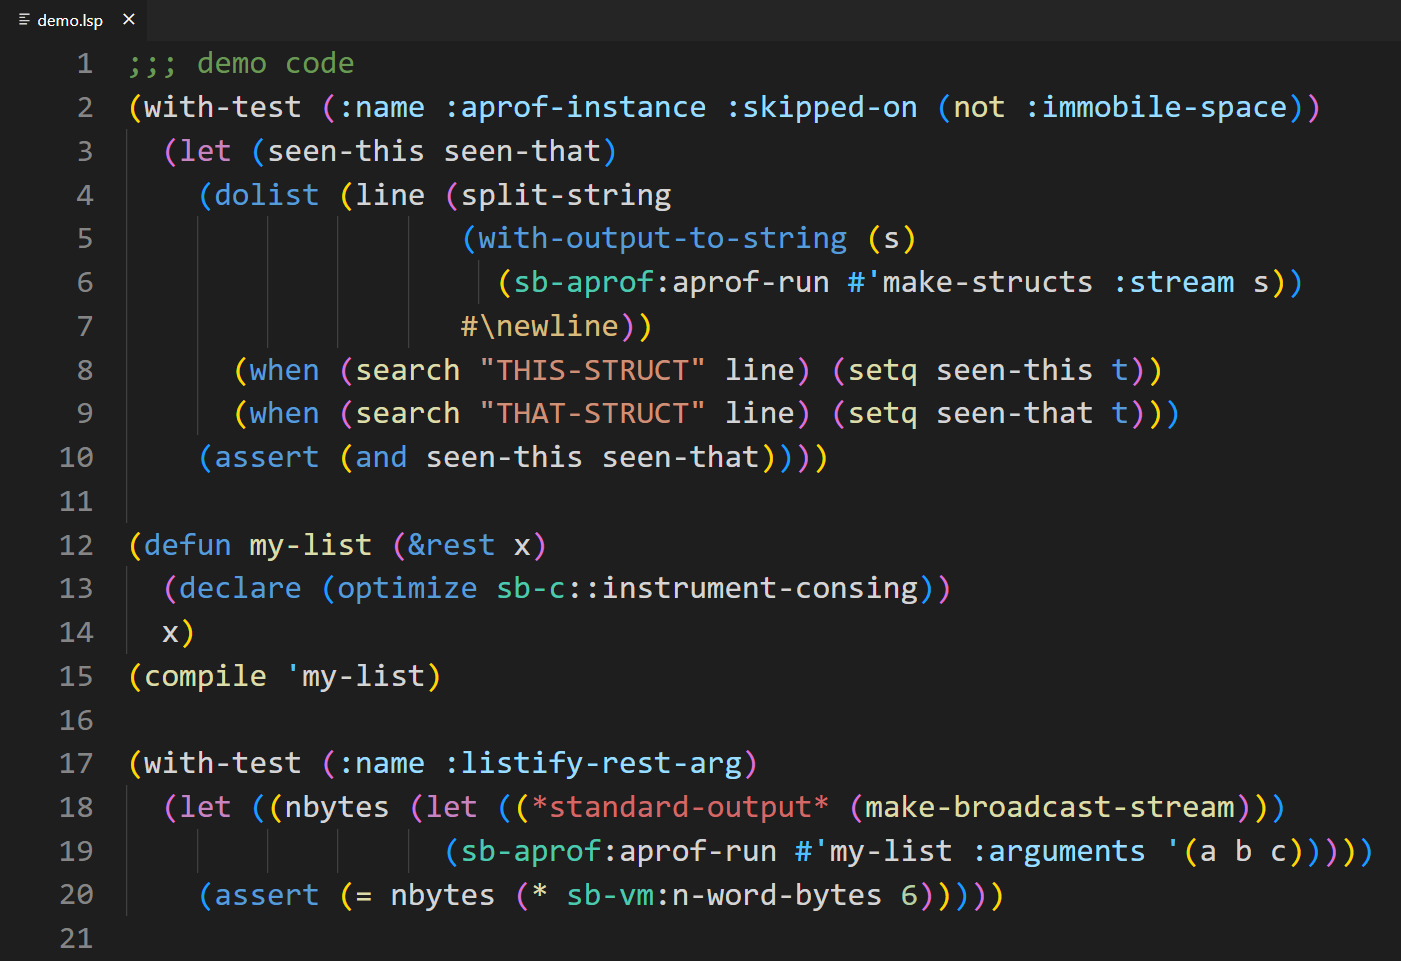 demo.lsp
1 ;;; demo code
2 (with-test (:name :aprof-instance :skipped-on (not :immobile-space))
3   (let (seen-this seen-that)
4     (dolist (line (split-string
5                    (with-output-to-string (s)
6                      (sb-aprof:aprof-run #'make-structs :stream s))
7                    #\newline))
8       (when (search "THIS-STRUCT" line) (setq seen-this t))
9       (when (search "THAT-STRUCT" line) (setq seen-that t)))
10     (assert (and seen-this seen-that))))
11
12 (defun my-list (&rest x)
13   (declare (optimize sb-c::instrument-consing))
14   x)
15 (compile 'my-list)
16
17 (with-test (:name :listify-rest-arg)
18   (let ((nbytes (let ((*standard-output* (make-broadcast-stream)))
19                   (sb-aprof:aprof-run #'my-list :arguments '(a b c)))))
20     (assert (= nbytes (* sb-vm:n-word-bytes 6)))))
21